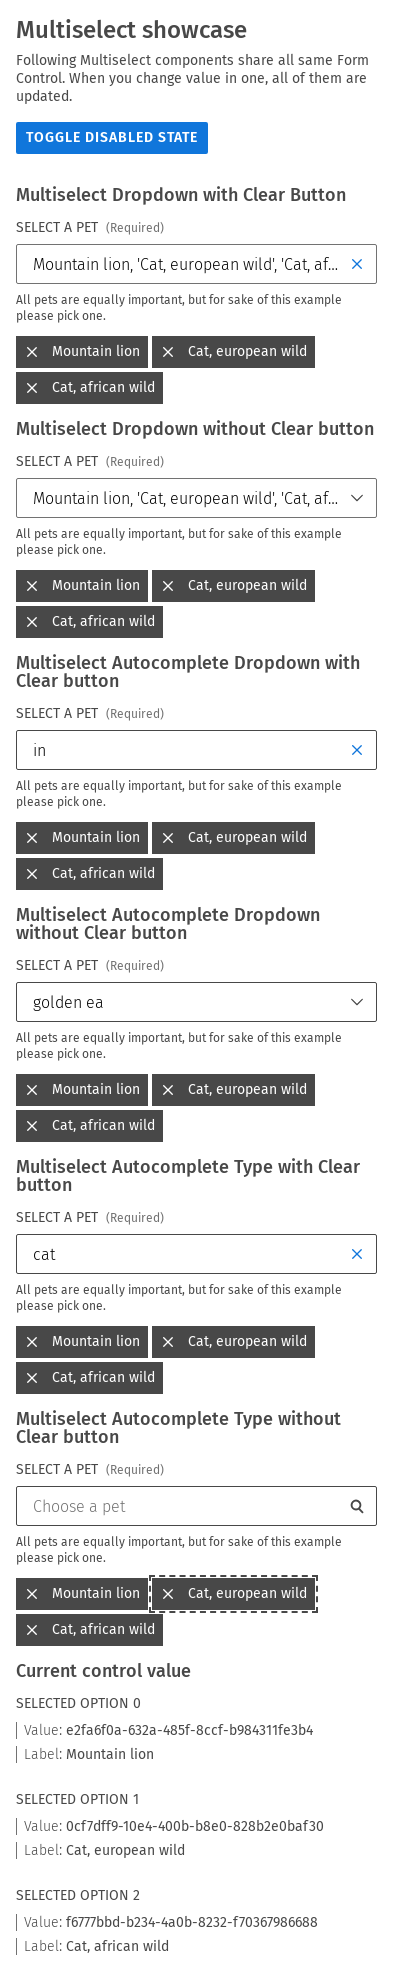 Multiselect showcase
Following Multiselect components share all same Form
Control. When you change value in one, all of them are
updated.
TOGGLE DISABLED STATE
Multiselect Dropdown with Clear Button
SELECT A PET (Required)
Mountain lion, 'Cat, european wild', 'Cat, af...
All pets are equally important, but for sake of this example
please pick one.
Mountain lion Cat, european wild
Cat, african wild
Multiselect Dropdown without Clear button
SELECT A PET (Required)
Mountain lion, 'Cat, european wild', 'Cat, af...
All pets are equally important, but for sake of this example
please pick one.
Mountain lion Cat, european wild
Cat, african wild
Multiselect Autocomplete Dropdown with
Clear button
SELECT A PET (Required)
in
All pets are equally important, but for sake of this example
please pick one.
Mountain lion Cat, european wild
Cat, african wild
Multiselect Autocomplete Dropdown
without Clear button
SELECT A PET (Required)
golden ea
All pets are equally important, but for sake of this example
please pick one.
Mountain lion Cat, european wild
Cat, african wild
Multiselect Autocomplete Type with Clear
button
SELECT A PET (Required)
cat
All pets are equally important, but for sake of this example
please pick one.
Mountain lion Cat, european wild
Cat, african wild
Multiselect Autocomplete Type without
Clear button
SELECT A PET (Required)
Choose a pet
All pets are equally important, but for sake of this example
please pick one.
Mountain lion Cat, european wild
Cat, african wild
Current control value
SELECTED OPTION 0
Value: e2fa6f0a-632a-485f-8ccf-b984311fe3b4
Label: Mountain lion
SELECTED OPTION 1
Value: 0cf7dff9-10e4-400b-b8e0-828b2e0baf30
Label: Cat, european wild
SELECTED OPTION 2
Value: f6777bbd-b234-4a0b-8232-f70367986688
Label: Cat, african wild